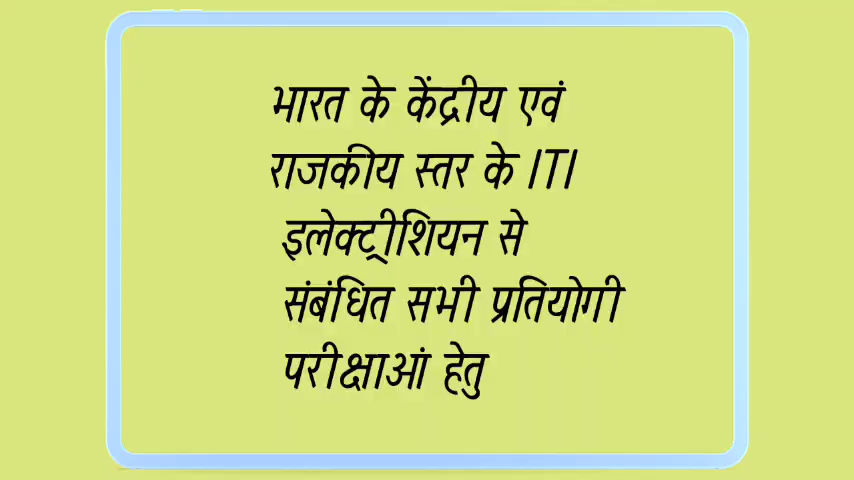 भारत के केंद्रीय एवं
राजकीय स्तर के ITI
इलेक्ट्रीशियन से
संबंधित सभी प्रतियोगी
परीक्षाआं हेतु